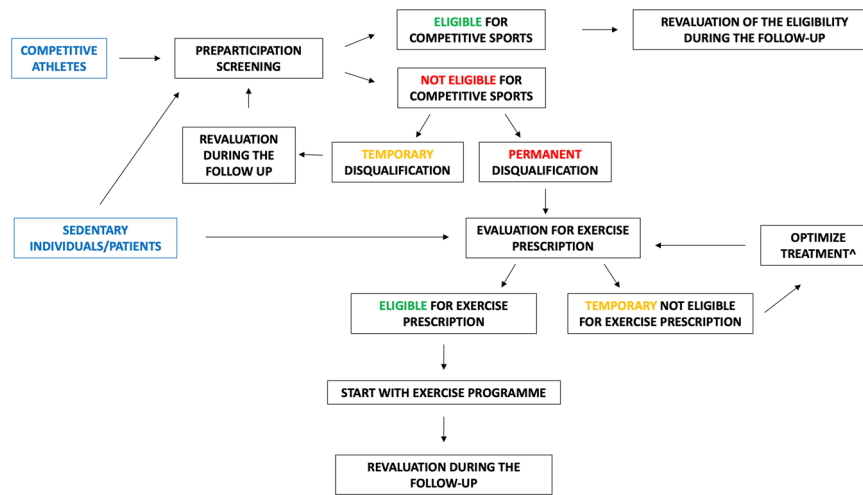 ELIGIBLE FOR
COMPETITIVE SPORTS
REVALUATION OF THE ELIGIBILITY
DURING THE FOLLOW-UP
COMPETITIVE
ATHLETES
PREPARTICIPATION
SCREENING
NOT ELIGIBLE FOR
COMPETITIVE SPORTS
REVALUATION
DURING THE
FOLLOW UP
TEMPORARY
DISQUALIFICATION
PERMANENT
DISQUALIFICATION
SEDENTARY
INDIVIDUALS/PATIENTS
EVALUATION FOR EXERCISE
PRESCRIPTION
OPTIMIZE
TREATMENT^
ELIGIBLE FOR EXERCISE
PRESCRIPTION
TEMPORARY NOT ELIGIBLE
FOR EXERCISE PRESCRIPTION
START WITH EXERCISE PROGRAMME
REVALUATION DURING THE
FOLLOW-UP